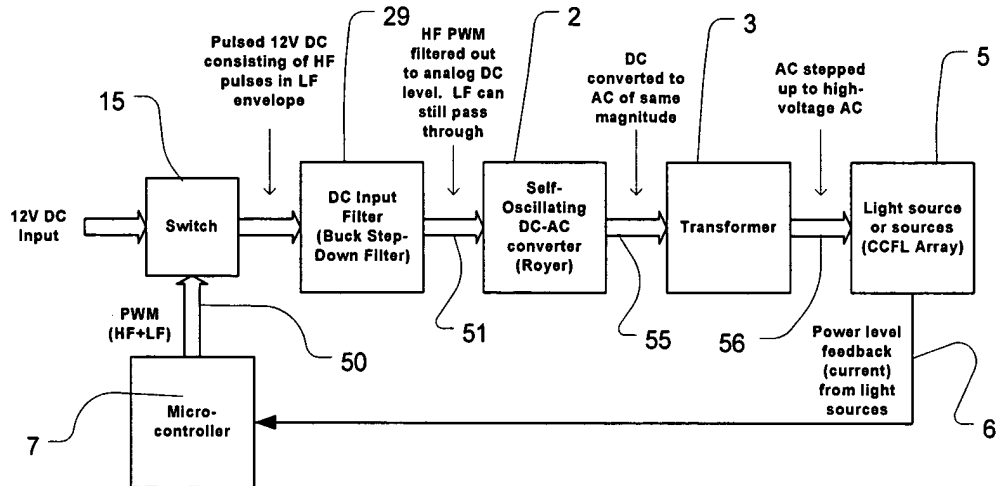 29
2
3
5
15
Pulsed 12V DC
consisting of HF
pulses in LF
envelope
HF PWM
filtered out
to analog DC
level. LF can
still pass
through
DC
converted to
AC of same
magnitude
AC stepped
up to high-
voltage AC
12V DC
Input
Switch
DC Input
Filter
(Buck Step-
Down Filter)
Self-
Oscillating
DC-AC
converter
(Royer)
Transformer
Light source
or sources
(CCFL Array)
PWM
(HF+LF)
50
51
55
56
Power level
feedback
(current)
from light
sources
6
7
Micro-
controller